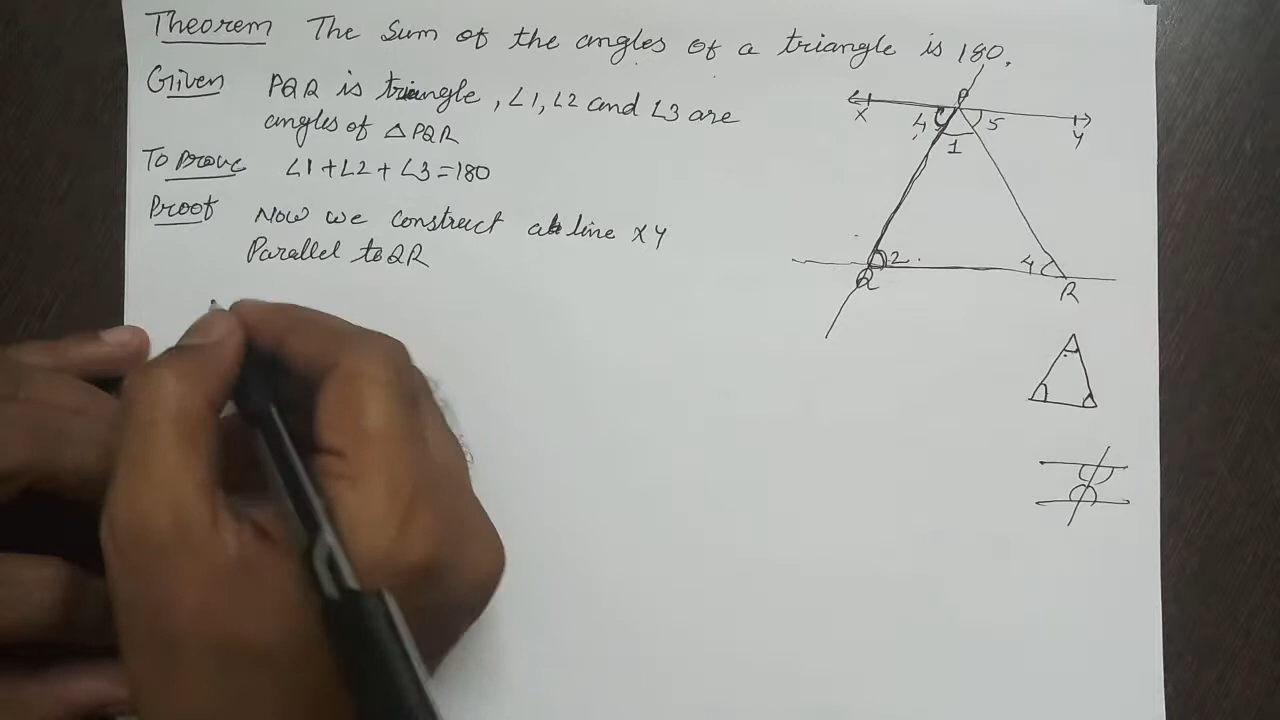 Theorem The Sum of the angles of a triangle is 180.
Given PQR is triangle, ∠1, ∠2 and ∠3 are
angles of △PQR
To Prove ∠1+∠2+∠3=180
Proof Now we construct a line XY
Parallel to QR
P
X
4
5
Y
1
2
4
Q
R